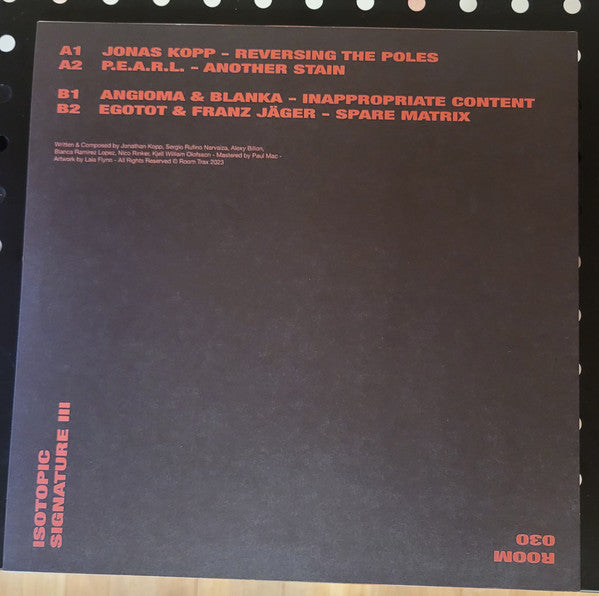 A1 JONAS KOPP - REVERSING THE POLES
A2 P.E.A.R.L. - ANOTHER STAIN
B1 ANGIOMA & BLANKA - INAPPROPRIATE CONTENT
B2 EGOTOT & FRANZ JÄGER - SPARE MATRIX
Written & Composed by Jonathan Kopp, Sergio Rufino Narvaiza, Alexy Billon,
Blanca Ramirez Lopez, Nico Rinker, Kjell William Olofsson - Mastered by Paul Mac -
Artwork by Laia Flynn - All Rights Reserved © Room Trax 2023
ISOTOPIC
SIGNATURE III
ROOM
030